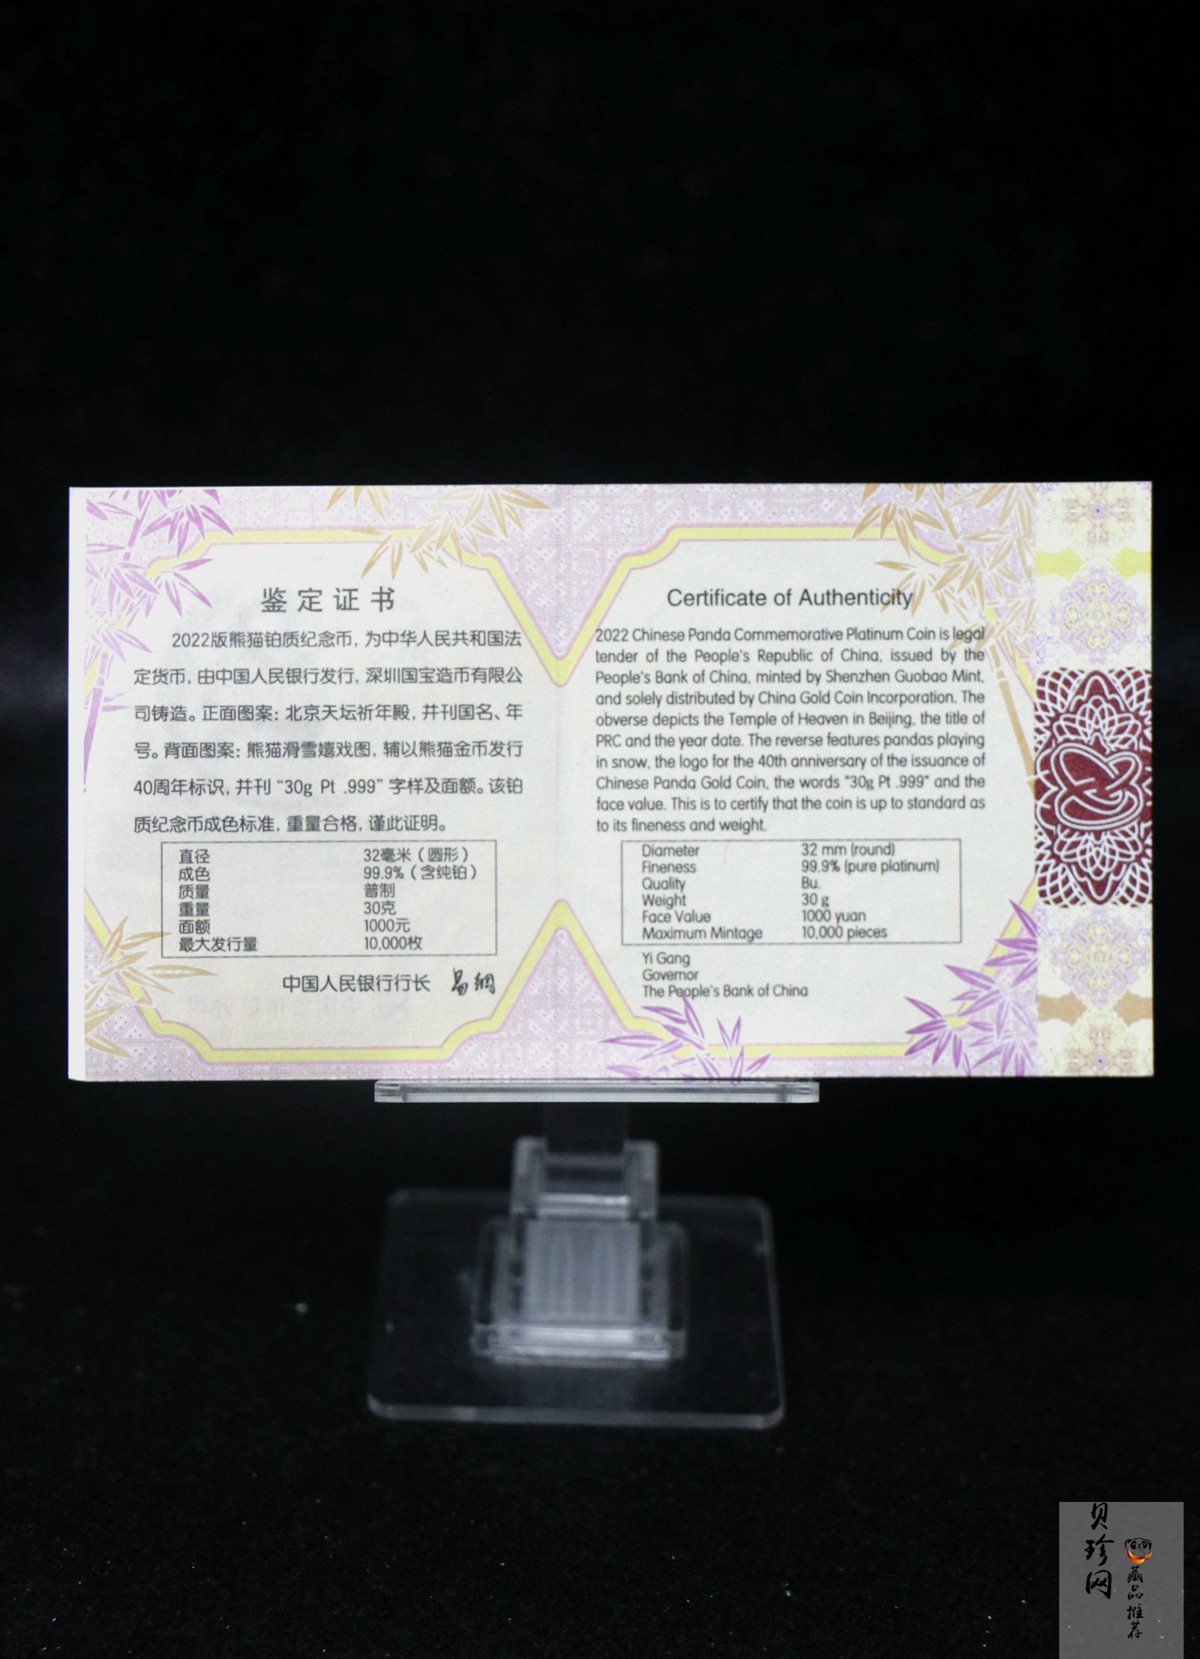 鉴定证书
2022版熊猫铂质纪念币，为中华人民共和国法
定货币，由中国人民银行发行，深圳国宝造币有限公
司铸造。正面图案：北京天坛祈年殿，并刊国名、年
号。背面图案：熊猫滑雪嬉戏图，辅以熊猫金币发行
40周年标识，并刊“30g Pt .999”字样及面额。该铂
质纪念币成色标准，重量合格，谨此证明。
直径 32毫米（圆形）
成色 99.9%（含纯铂）
质量 普制
重量 30克
面额 1000元
最大发行量 10,000枚
中国人民银行行长 易纲
Certificate of Authenticity
2022 Chinese Panda Commemorative Platinum Coin is legal
tender of the People's Republic of China, issued by the
People's Bank of China, minted by Shenzhen Guobao Mint,
and solely distributed by China Gold Coin Incorporation. The
obverse depicts the Temple of Heaven in Beijing, the title of
PRC and the year date. The reverse features pandas playing
in snow, the logo for the 40th anniversary of the issuance of
Chinese Panda Gold Coin, the words "30g Pt .999" and the
face value. This is to certify that the coin is up to standard as
to its fineness and weight.
Diameter 32 mm (round)
Fineness 99.9% (pure platinum)
Quality Bu.
Weight 30 g
Face Value 1000 yuan
Maximum Mintage 10,000 pieces
Yi Gang
Governor
The People's Bank of China
贝珍网
藏品推荐